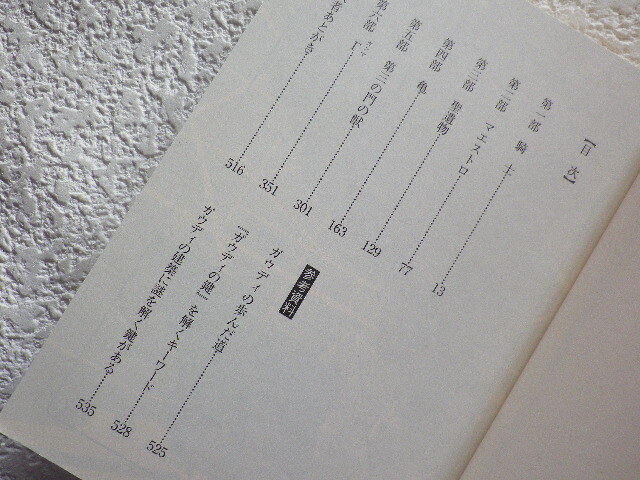 【目次】
第一部 騎士……13
第二部 マエストロ……77
第三部 聖遺物……129
第四部 亀……163
第五部 第三の門の獣……301
第六部 Γ……351
者あとがき……516
参考資料
ガウディの歩んだ道……525
"ガウディの鍵"を解くキーワード……528
ガウディの建築に謎を解く鍵がある?……535